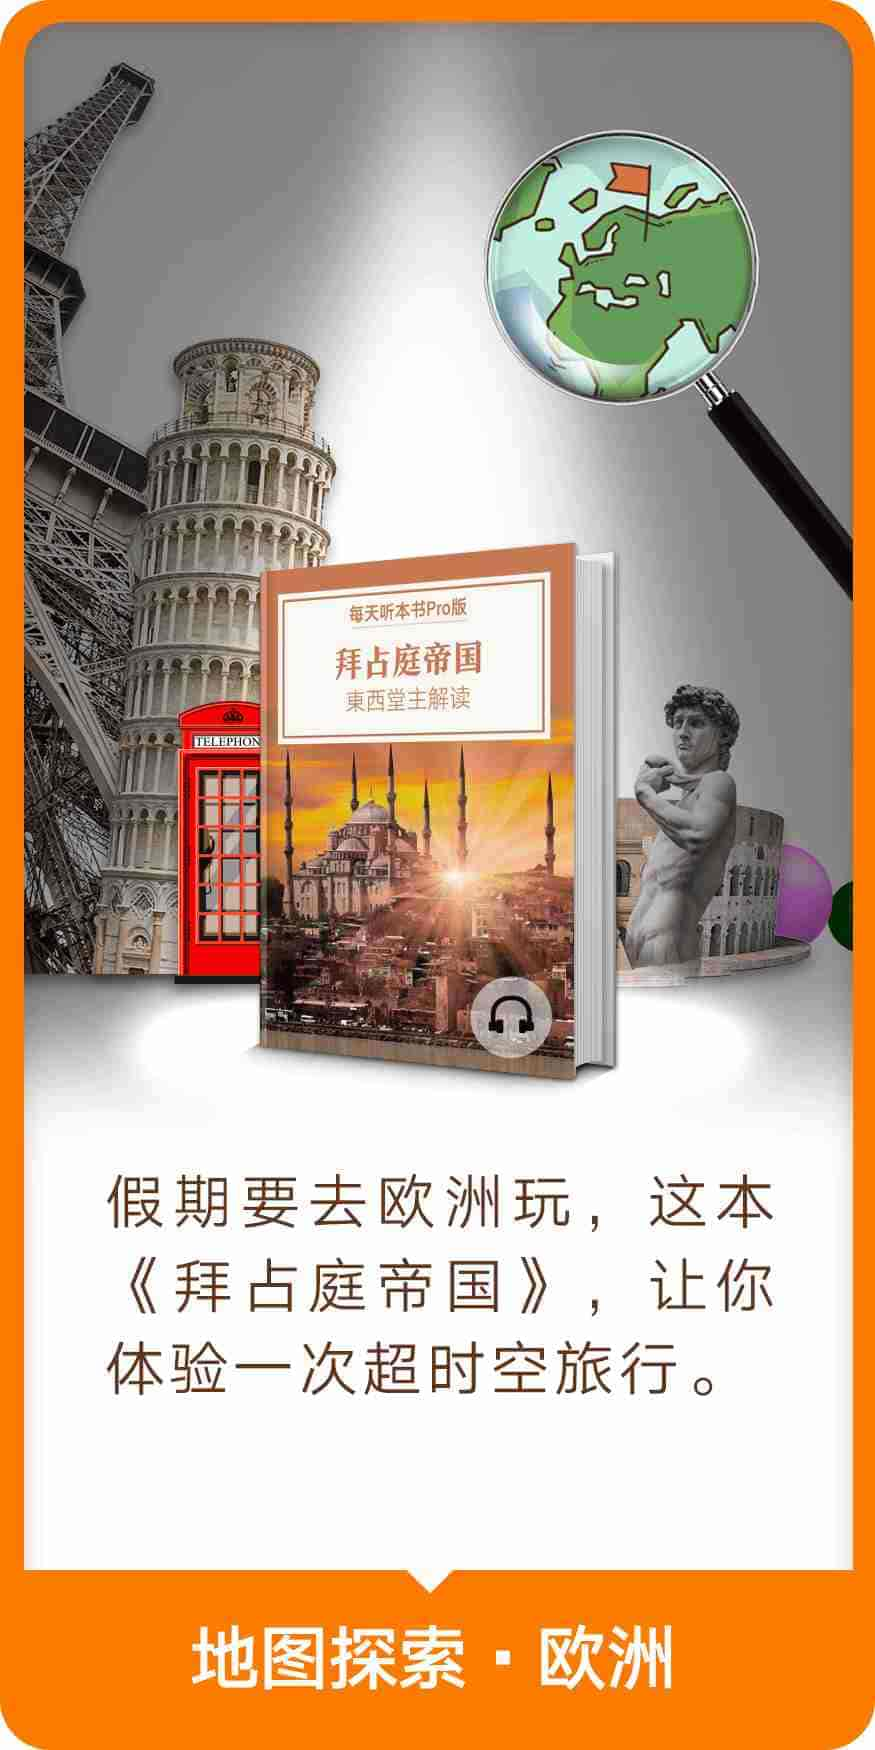 每天听本书Pro版
拜占庭帝国
東西堂主解读
TELEPHON
假期要去欧洲玩，这本
《拜占庭帝国》，让你
体验一次超时空旅行。
地图探索·欧洲